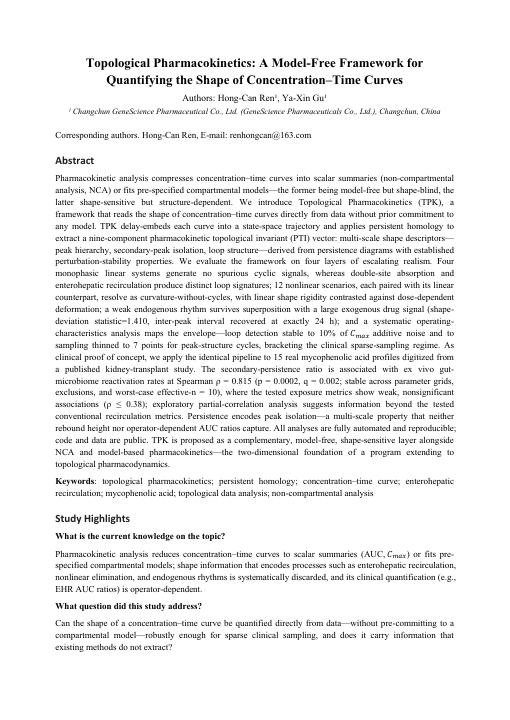 Topological Pharmacokinetics: A Model-Free Framework for
Quantifying the Shape of Concentration–Time Curves
Authors: Hong-Can Ren¹, Ya-Xin Gu¹
¹ Changchun GeneScience Pharmaceutical Co., Ltd. (GeneScience Pharmaceuticals Co., Ltd.), Changchun, China
Corresponding authors. Hong-Can Ren, E-mail: renhongcan@163.com
Abstract
Pharmacokinetic analysis compresses concentration–time curves into scalar summaries (non-compartmental
analysis, NCA) or fits pre-specified compartmental models—the former being model-free but shape-blind, the
latter shape-sensitive but structure-dependent. We introduce Topological Pharmacokinetics (TPK), a
framework that reads the shape of concentration–time curves directly from data without prior commitment to
any model. TPK delay-embeds each curve into a state-space trajectory and applies persistent homology to
extract a nine-component pharmacokinetic topological invariant (PTI) vector: multi-scale shape descriptors—
peak hierarchy, secondary-peak isolation, loop structure—derived from persistence diagrams with established
perturbation-stability properties. We evaluate the framework on four layers of escalating realism. Four
monophasic linear systems generate no spurious cyclic signals, whereas double-site absorption and
enterohepatic recirculation produce distinct loop signatures; 12 nonlinear scenarios, each paired with its linear
counterpart, resolve as curvature-without-cycles, with linear shape rigidity contrasted against dose-dependent
deformation; a weak endogenous rhythm survives superposition with a large exogenous drug signal (shape-
deviation statistic=1.410, inter-peak interval recovered at exactly 24 h); and a systematic operating-
characteristics analysis maps the envelope—loop detection stable to 10% of C_max additive noise and to
sampling thinned to 7 points for peak-structure cycles, bracketing the clinical sparse-sampling regime. As
clinical proof of concept, we apply the identical pipeline to 15 real mycophenolic acid profiles digitized from
a published kidney-transplant study. The secondary-persistence ratio is associated with ex vivo gut-
microbiome reactivation rates at Spearman ρ = 0.815 (p = 0.0002, q = 0.002; stable across parameter grids,
exclusions, and worst-case effective-n = 10), where the tested exposure metrics show weak, nonsignificant
associations (ρ ≤ 0.38); exploratory partial-correlation analysis suggests information beyond the tested
conventional recirculation metrics. Persistence encodes peak isolation—a multi-scale property that neither
rebound height nor operator-dependent AUC ratios capture. All analyses are fully automated and reproducible;
code and data are public. TPK is proposed as a complementary, model-free, shape-sensitive layer alongside
NCA and model-based pharmacokinetics—the two-dimensional foundation of a program extending to
topological pharmacodynamics.
Keywords: topological pharmacokinetics; persistent homology; concentration–time curve; enterohepatic
recirculation; mycophenolic acid; topological data analysis; non-compartmental analysis
Study Highlights
What is the current knowledge on the topic?
Pharmacokinetic analysis reduces concentration–time curves to scalar summaries (AUC, C_max) or fits pre-
specified compartmental models; shape information that encodes processes such as enterohepatic recirculation,
nonlinear elimination, and endogenous rhythms is systematically discarded, and its clinical quantification (e.g.,
EHR AUC ratios) is operator-dependent.
What question did this study address?
Can the shape of a concentration–time curve be quantified directly from data—without pre-committing to a
compartmental model—robustly enough for sparse clinical sampling, and does it carry information that
existing methods do not extract?